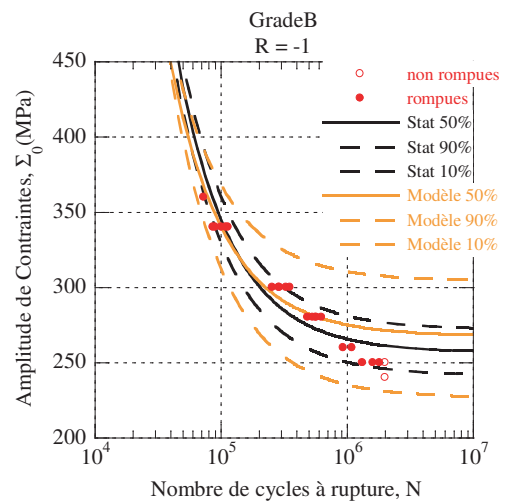 GradeB
R = -1
450
400
350
300
250
200
Amplitude de Contraintes, Σ0 (MPa)
non rompues
rompues
Stat 50%
Stat 90%
Stat 10%
Modèle 50%
Modèle 90%
Modèle 10%
10^4
10^5
10^6
10^7
Nombre de cycles à rupture, N